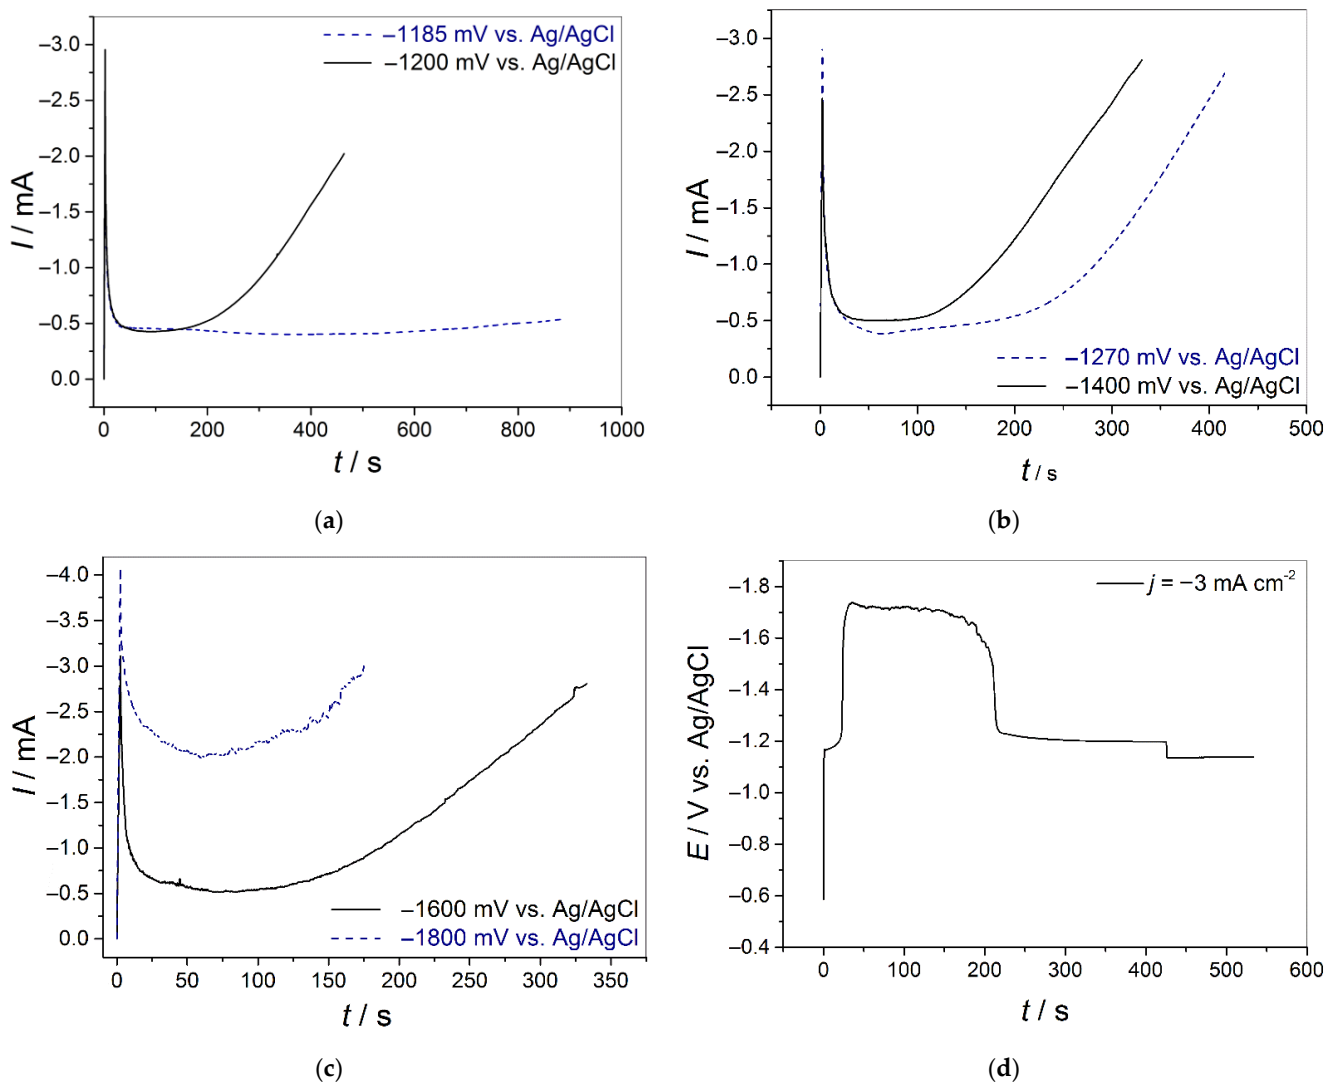 –1185 mV vs. Ag/AgCl
–1200 mV vs. Ag/AgCl
I / mA
–3.0
–2.5
–2.0
–1.5
–1.0
–0.5
0.0
0 200 400 600 800 1000
t / s
(a)
I / mA
–3.0
–2.5
–2.0
–1.5
–1.0
–0.5
0.0
–1270 mV vs. Ag/AgCl
–1400 mV vs. Ag/AgCl
0 100 200 300 400 500
t / s
(b)
I / mA
–4.0
–3.5
–3.0
–2.5
–2.0
–1.5
–1.0
–0.5
0.0
–1600 mV vs. Ag/AgCl
–1800 mV vs. Ag/AgCl
0 50 100 150 200 250 300 350
t / s
(c)
j = –3 mA cm-2
E / V vs. Ag/AgCl
–1.8
–1.6
–1.4
–1.2
–1.0
–0.8
–0.6
–0.4
0 100 200 300 400 500 600
t / s
(d)